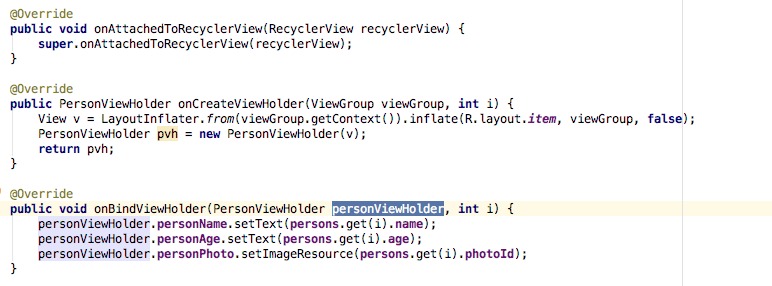 @Override
public void onAttachedToRecyclerView(RecyclerView recyclerView) {
    super.onAttachedToRecyclerView(recyclerView);
}
@Override
public PersonViewHolder onCreateViewHolder(ViewGroup viewGroup, int i) {
    View v = LayoutInflater.from(viewGroup.getContext()).inflate(R.layout.item, viewGroup, false);
    PersonViewHolder pvh = new PersonViewHolder(v);
    return pvh;
}
@Override
public void onBindViewHolder(PersonViewHolder personViewHolder, int i) {
    personViewHolder.personName.setText(persons.get(i).name);
    personViewHolder.personAge.setText(persons.get(i).age);
    personViewHolder.personPhoto.setImageResource(persons.get(i).photoId);
}